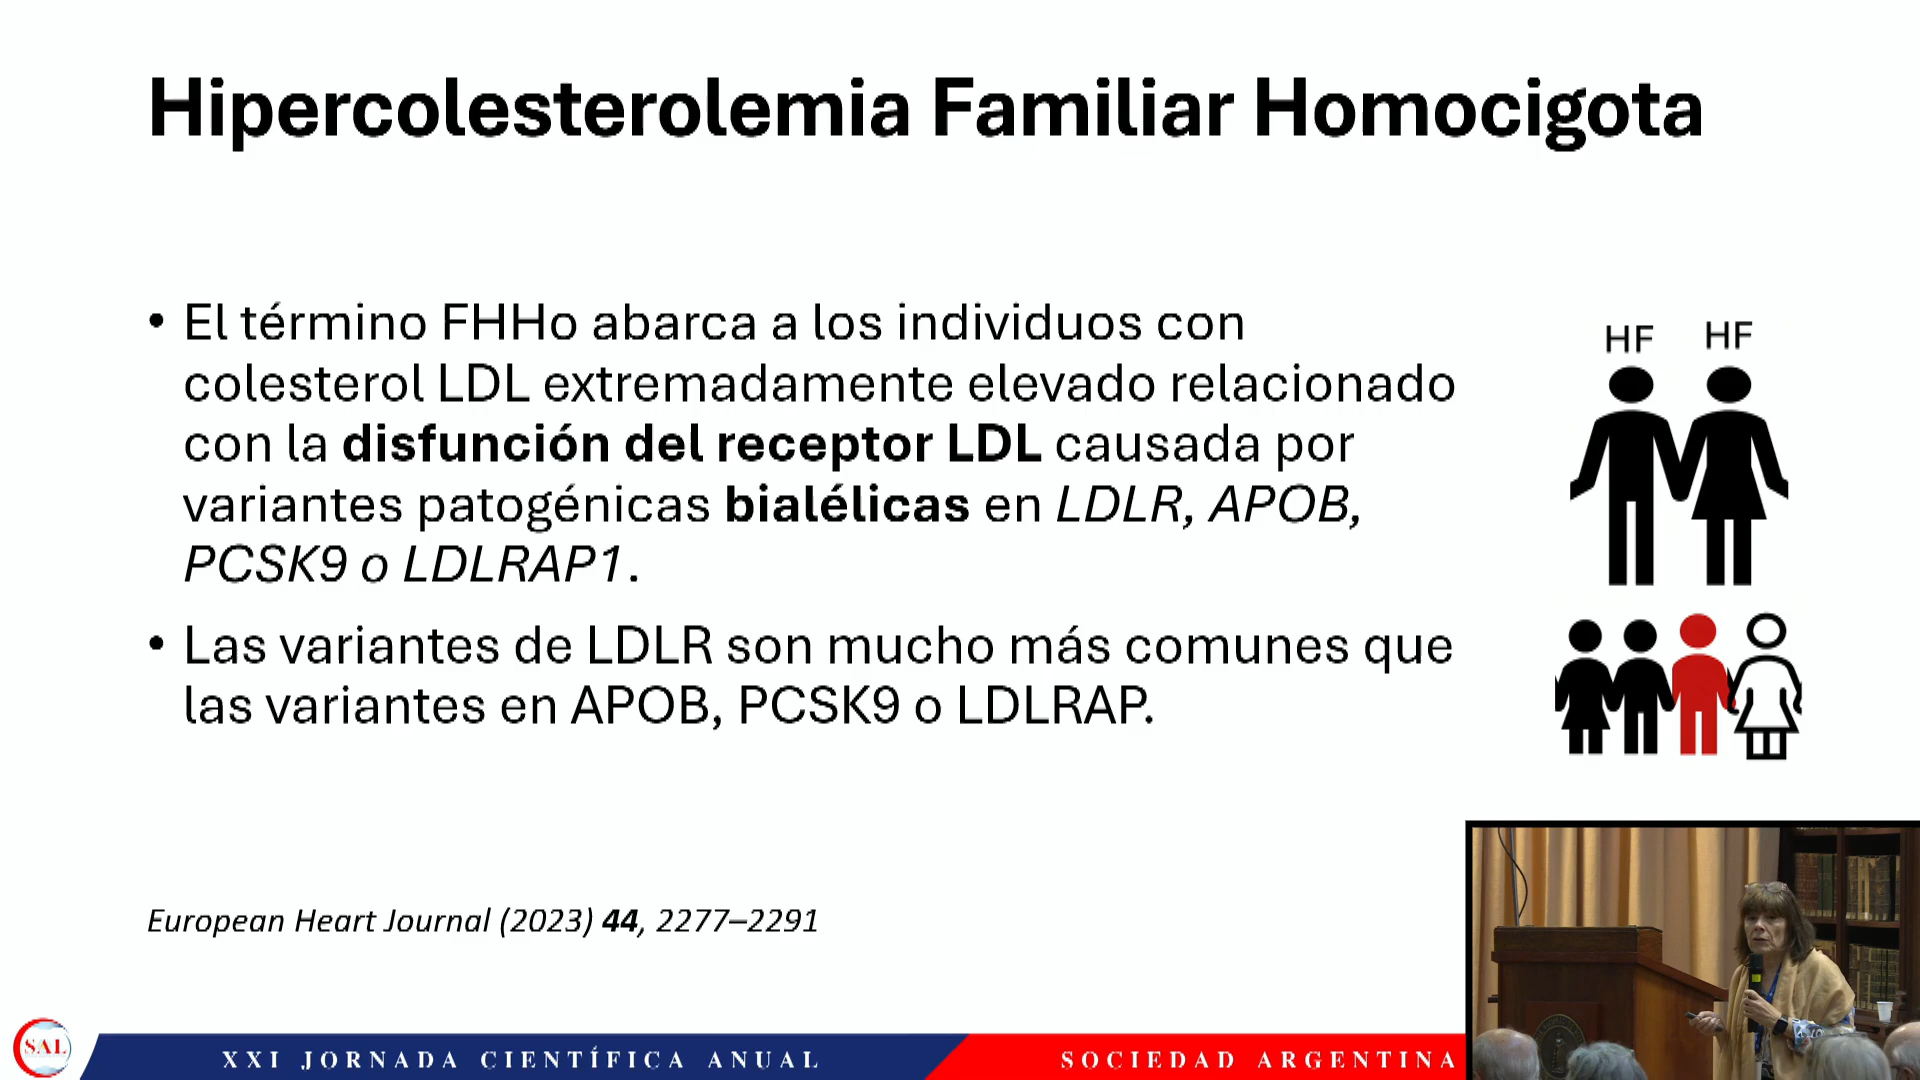 Hipercolesterolemia Familiar Homocigota
• El término FHHo abarca a los individuos con
colesterol LDL extremadamente elevado relacionado
con la disfunción del receptor LDL causada por
variantes patogénicas bialélicas en LDLR, APOB,
PCSK9 o LDLRAP1.
• Las variantes de LDLR son mucho más comunes que
las variantes en APOB, PCSK9 o LDLRAP.
HF HF
European Heart Journal (2023) 44, 2277–2291
SAL
XXI JORNADA CIENTÍFICA ANUAL
SOCIEDAD ARGENTINA